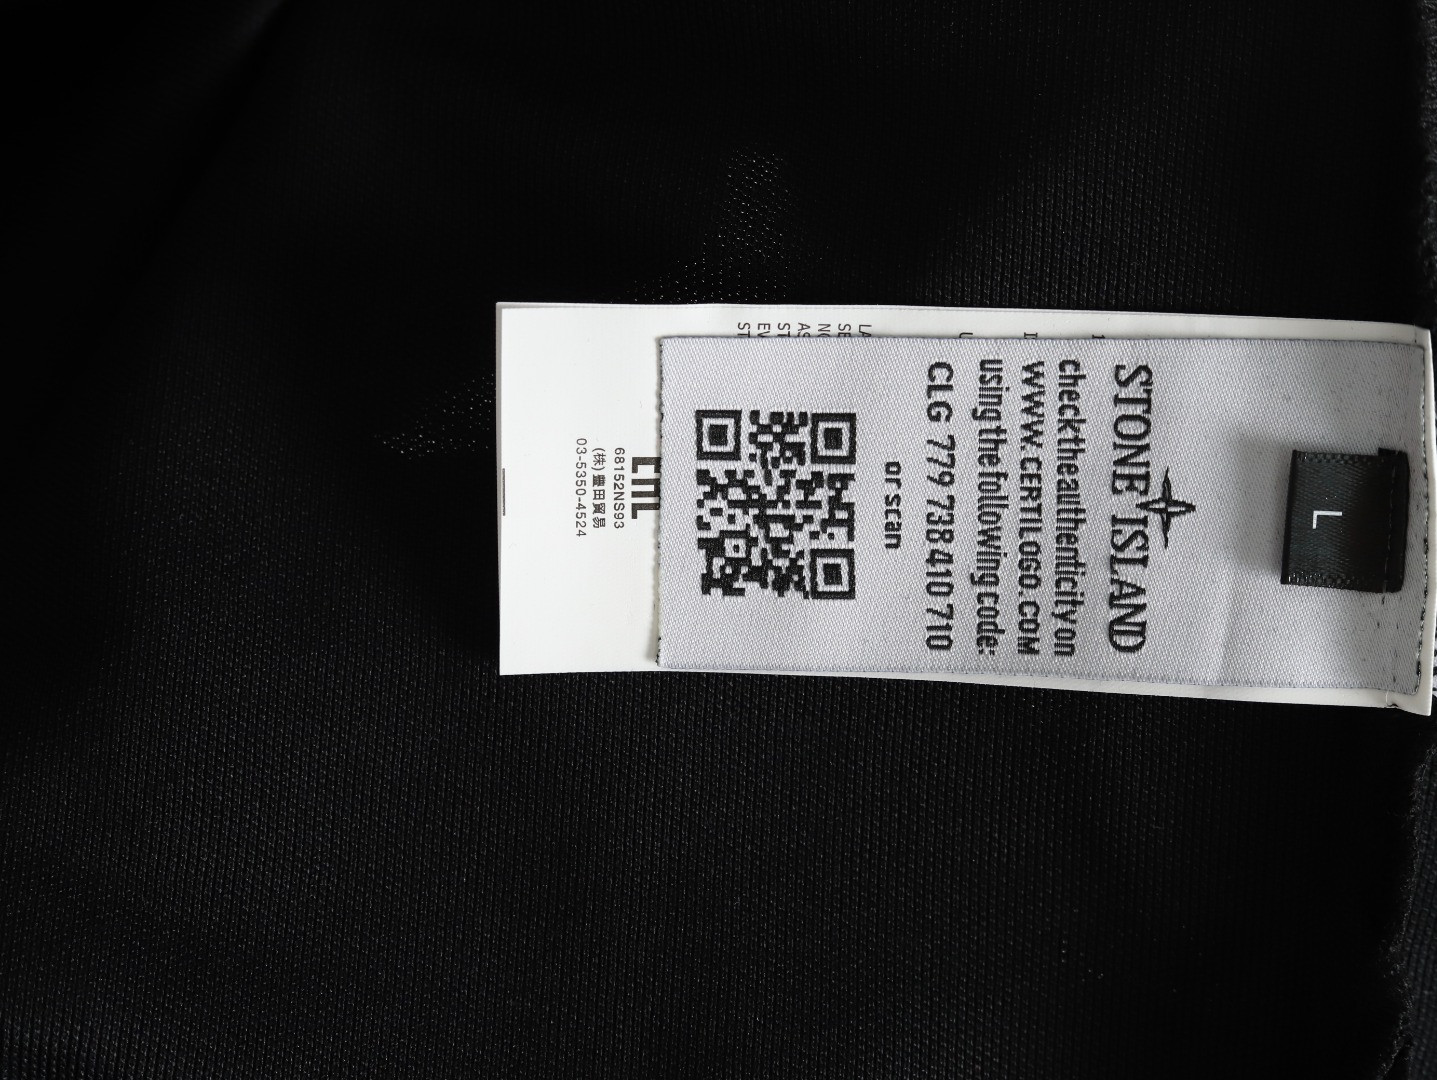 L
STONE ISLAND
check the authenticity on
WWW.CERTILOGO.COM
using the following code:
CLG 779 738 410 710
or scan
EAC
68152NS93
(株)豊田貿易
03-5350-4524